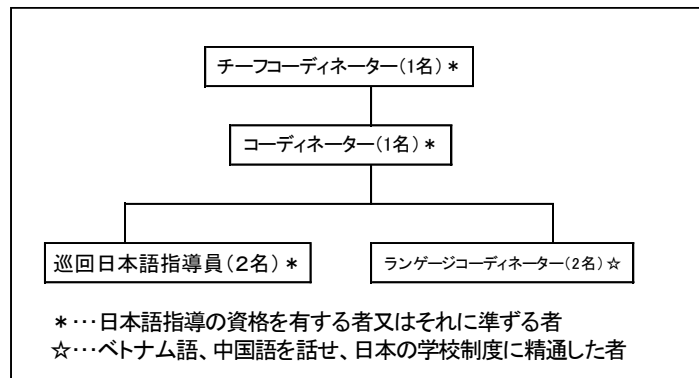 チーフコーディネーター(1名)*
コーディネーター(1名)*
巡回日本語指導員(2名)*
ランゲージコーディネーター(2名)☆
*…日本語指導の資格を有する者又はそれに準ずる者
☆…ベトナム語、中国語を話せ、日本の学校制度に精通した者